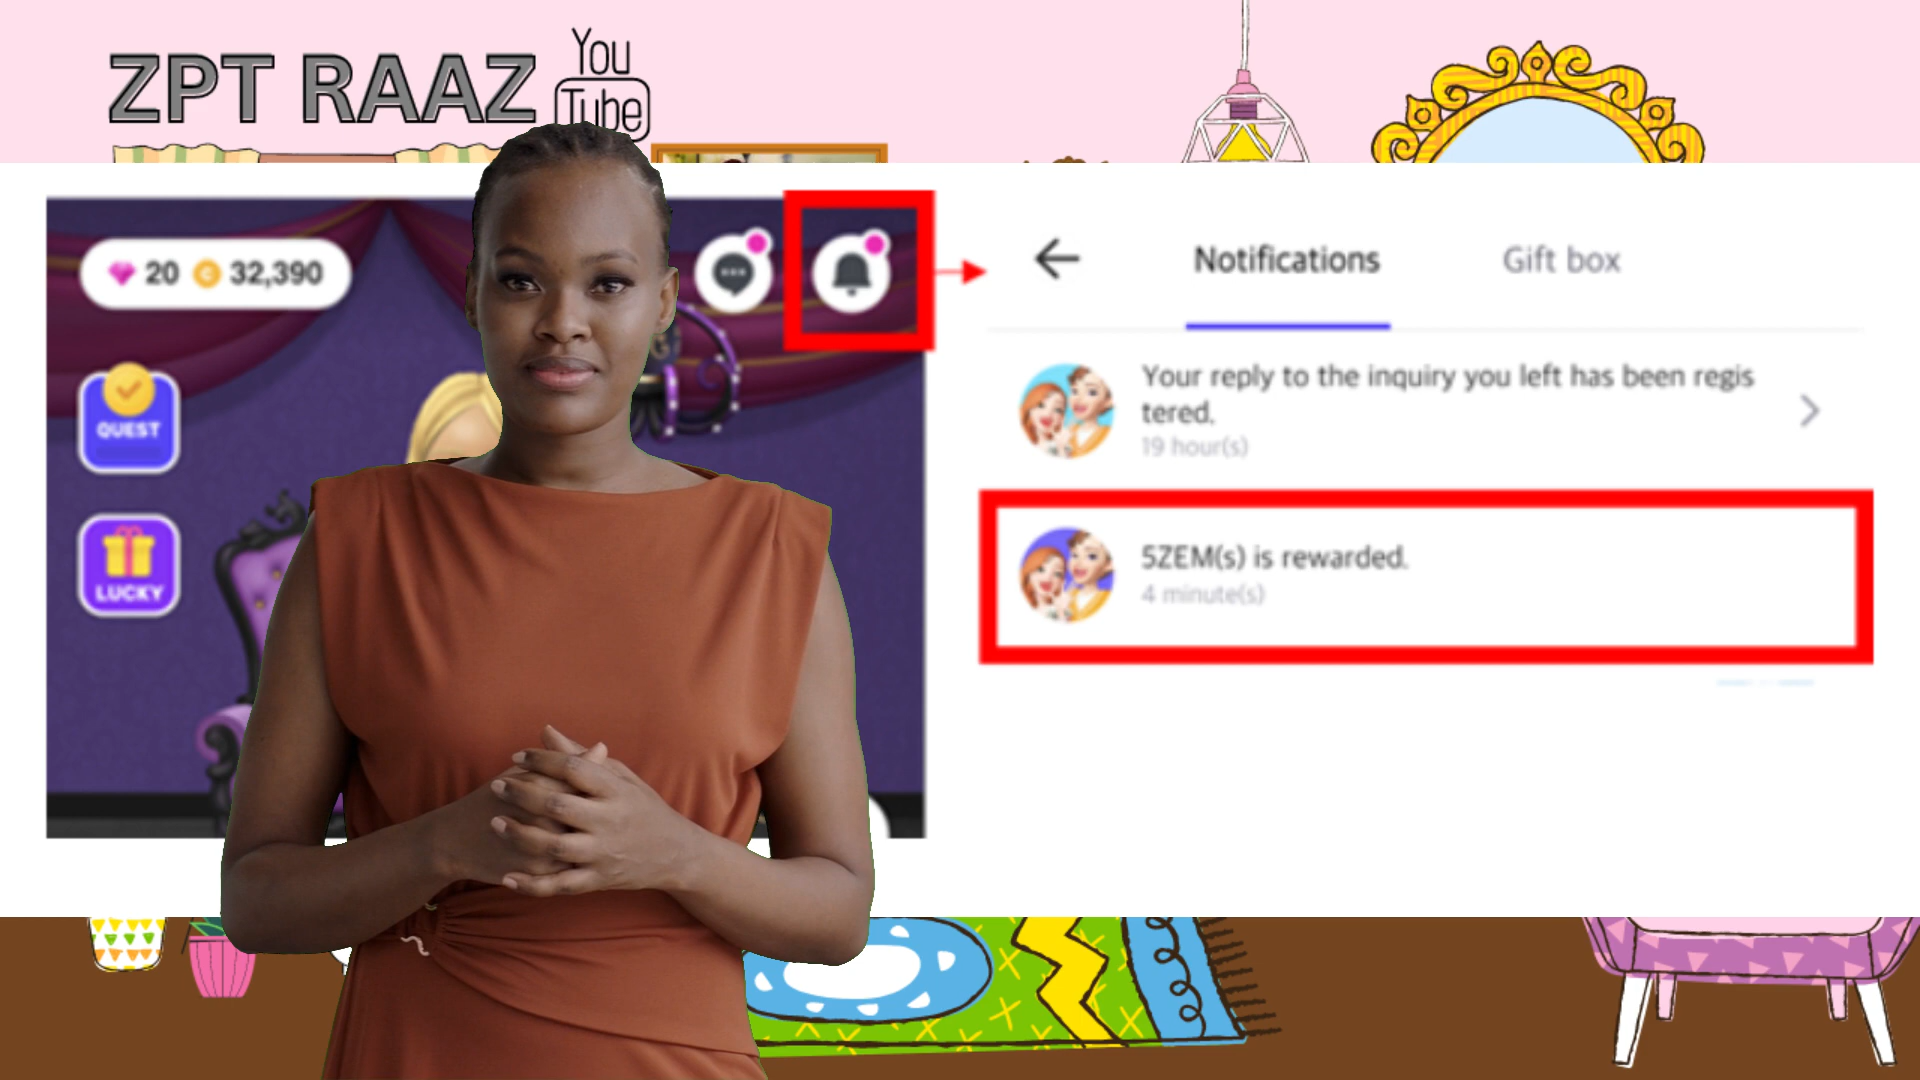 ZPT RAAZ
You
Tube
20 C 32,390
QUEST
LUCKY
Notifications
Gift box
Your reply to the inquiry you left has been regis
tered.
19 hour(s)
5ZEM(s) is rewarded.
4 minute(s)